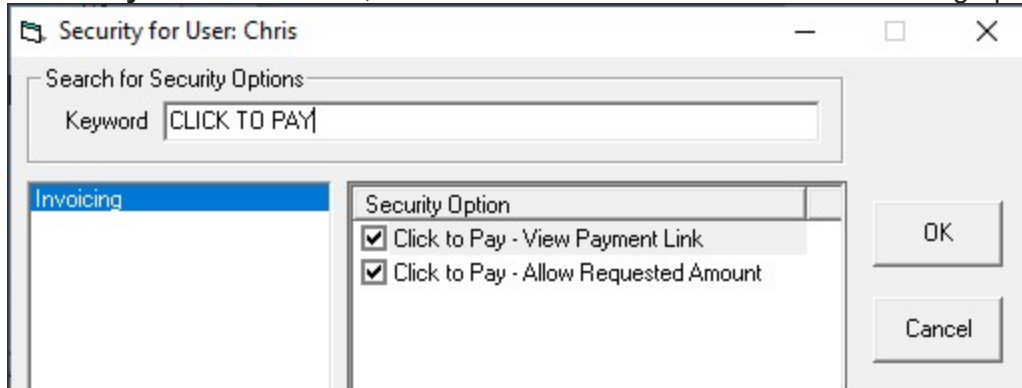 Security for User: Chris
Search for Security Options
Keyword CLICK TO PAY
Invoicing
Security Option
Click to Pay - View Payment Link
Click to Pay - Allow Requested Amount
OK
Cancel